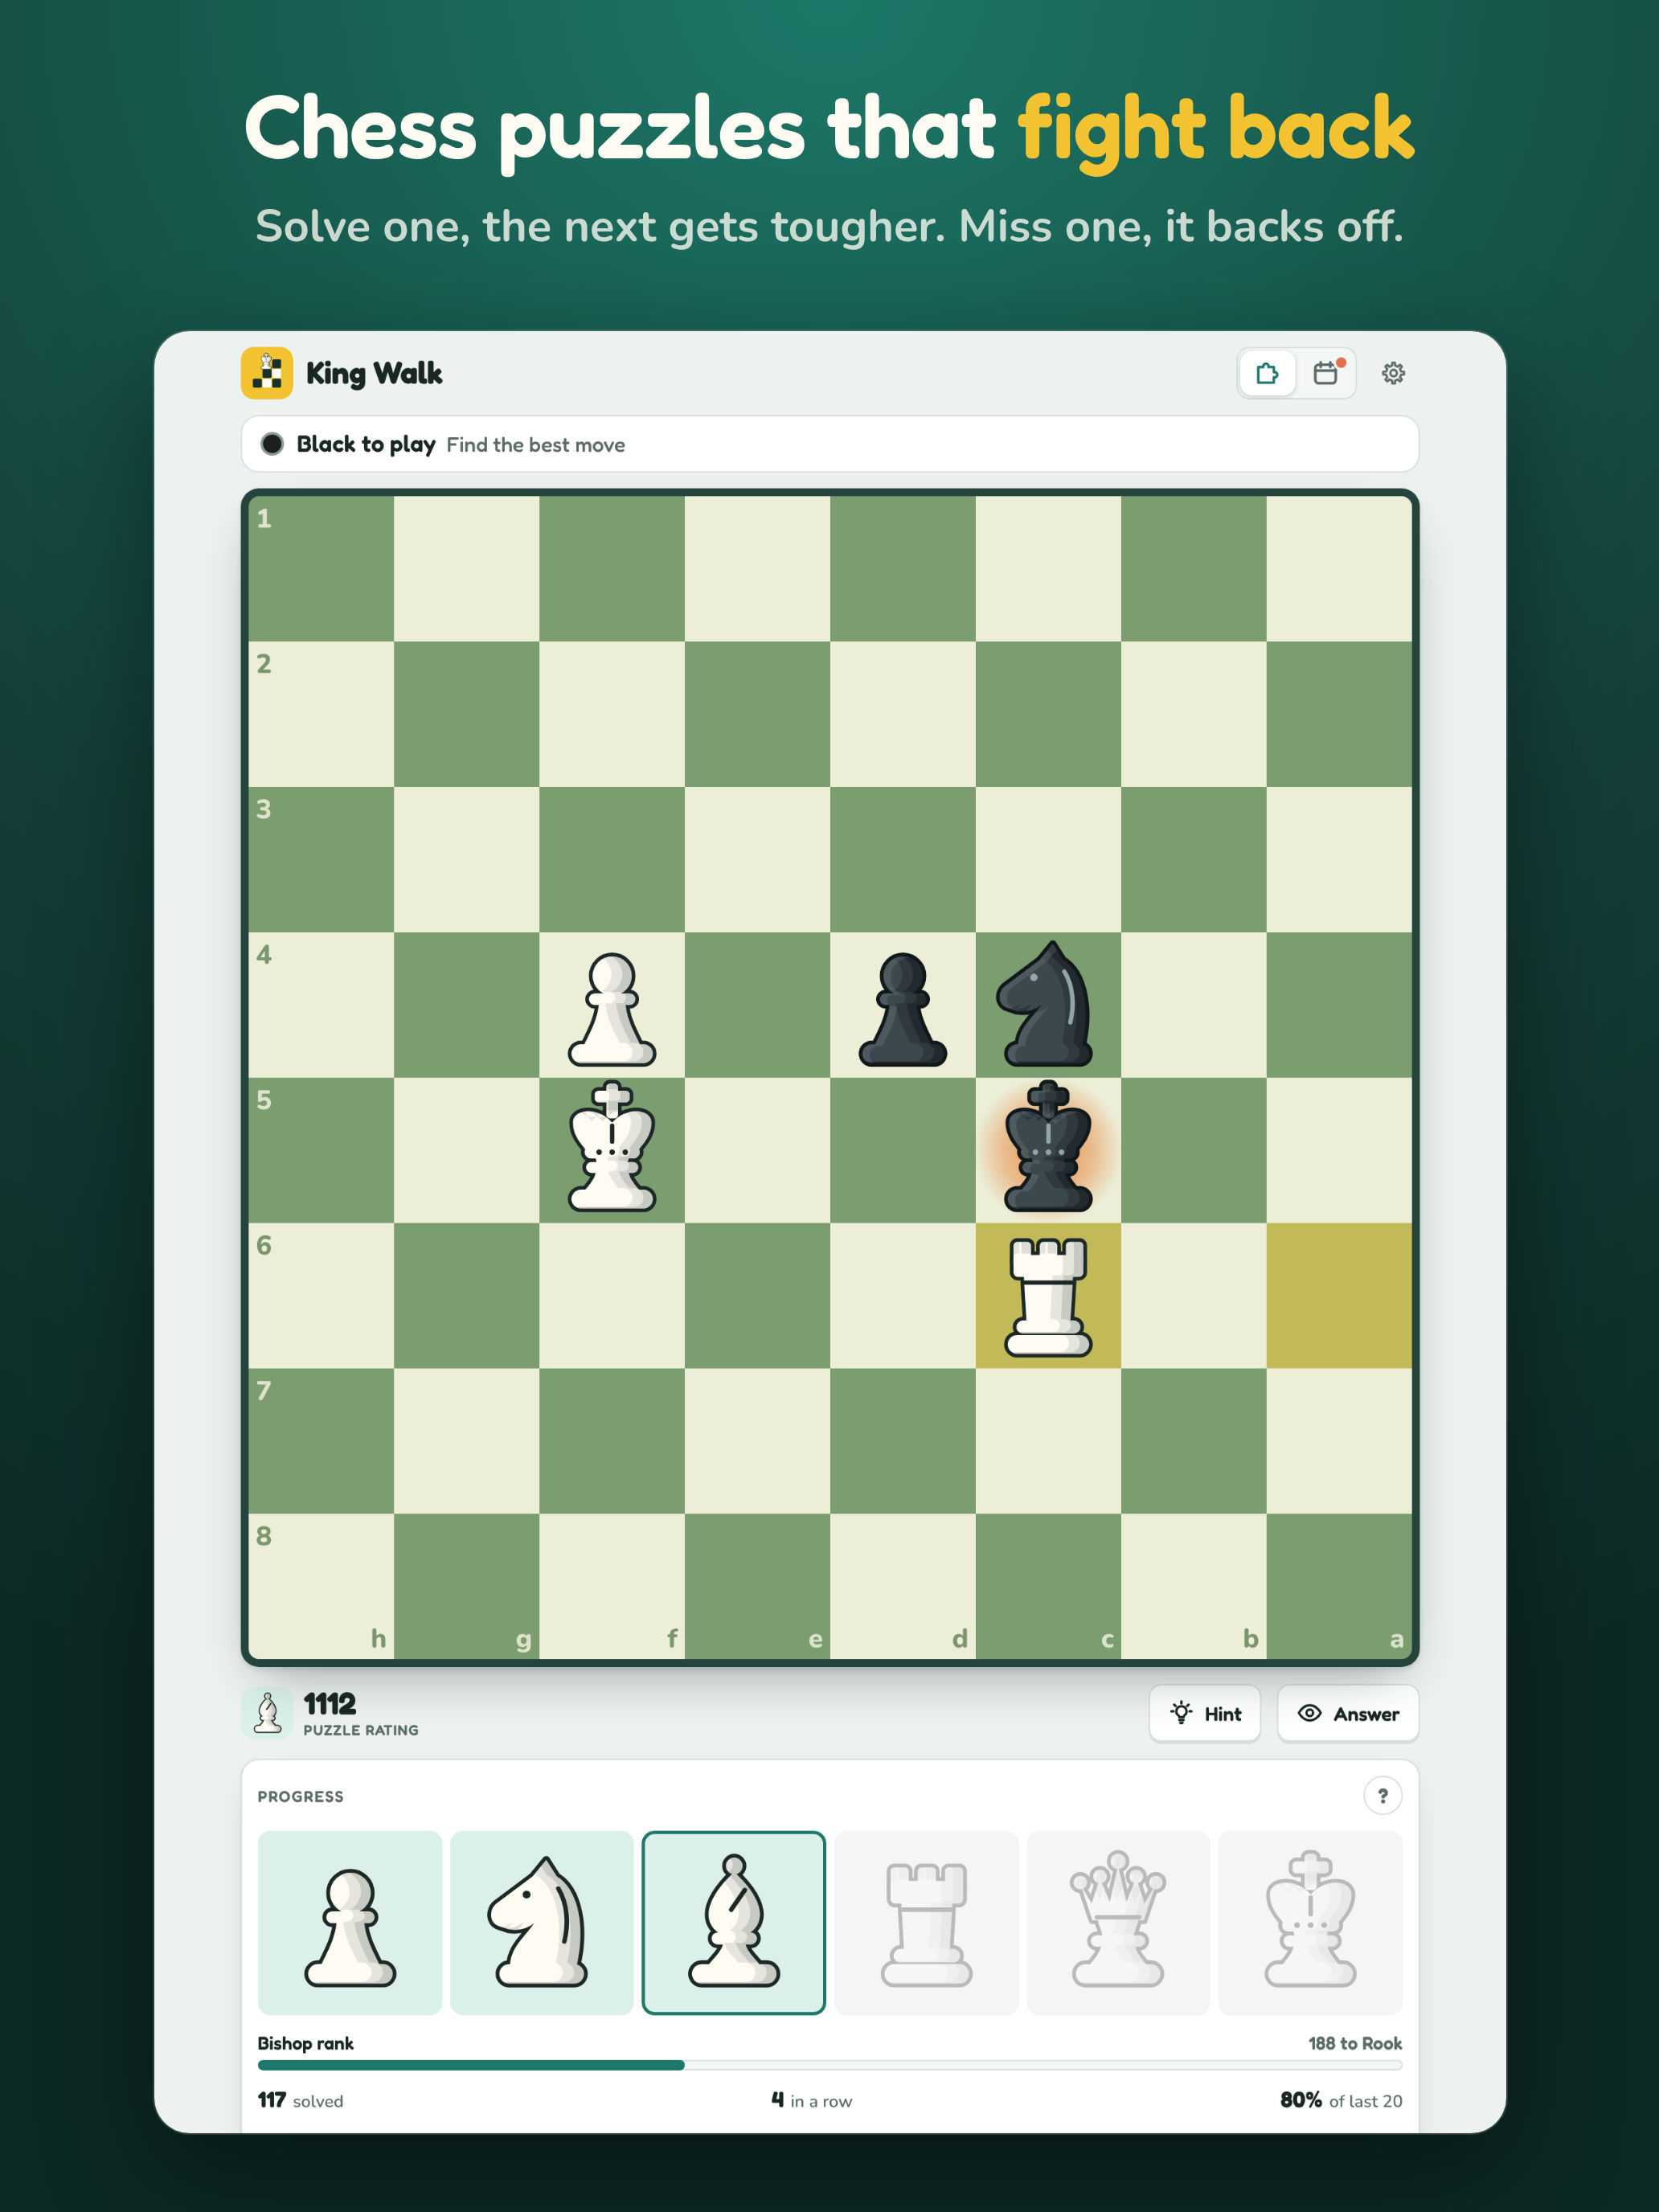 Chess puzzles that fight back
Solve one, the next gets tougher. Miss one, it backs off.
King Walk
Black to play Find the best move
1
2
3
4
5
6
7
8
h g f e d c b a
1112
PUZZLE RATING
Hint
Answer
PROGRESS
?
Bishop rank
188 to Rook
117 solved
4 in a row
80% of last 20